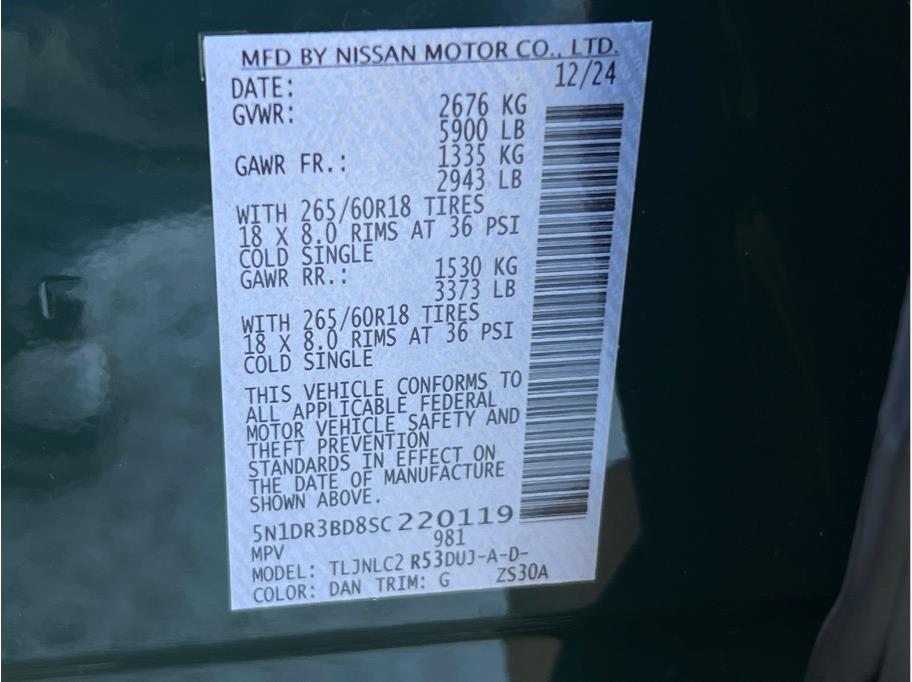 MFD BY NISSAN MOTOR CO., LTD.
DATE: 12/24
GVWR: 2676 KG
5900 LB
GAWR FR.: 1335 KG
2943 LB
WITH 265/60R18 TIRES
18 X 8.0 RIMS AT 36 PSI
COLD SINGLE
GAWR RR.: 1530 KG
3373 LB
WITH 265/60R18 TIRES
18 X 8.0 RIMS AT 36 PSI
COLD SINGLE
THIS VEHICLE CONFORMS TO
ALL APPLICABLE FEDERAL
MOTOR VEHICLE SAFETY AND
THEFT PREVENTION
STANDARDS IN EFFECT ON
THE DATE OF MANUFACTURE
SHOWN ABOVE.
5N1DR3BD8SC220119
MPV 981
MODEL: TLJNLC2 R53DUJ-A-D-
COLOR: DAN TRIM: G ZS30A